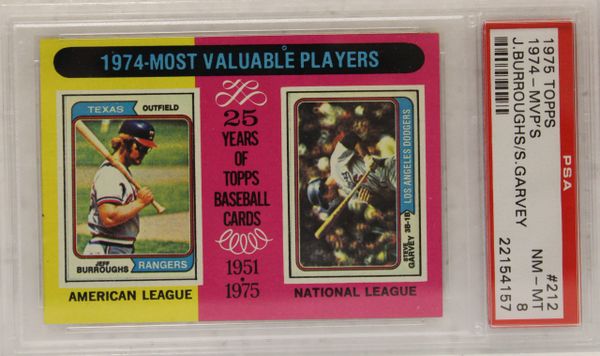 1974-MOST VALUABLE PLAYERS
TEXAS OUTFIELD
JEFF BURROUGHS RANGERS
AMERICAN LEAGUE
25
YEARS
OF
TOPPS
BASEBALL
CARDS
1951
•
1975
LOS ANGELES DODGERS
STEVE GARVEY 3B-1B
NATIONAL LEAGUE
PSA
1975 TOPPS #212
1974-MVP'S NM-MT
J.BURROUGHS/S.GARVEY 8
22154157